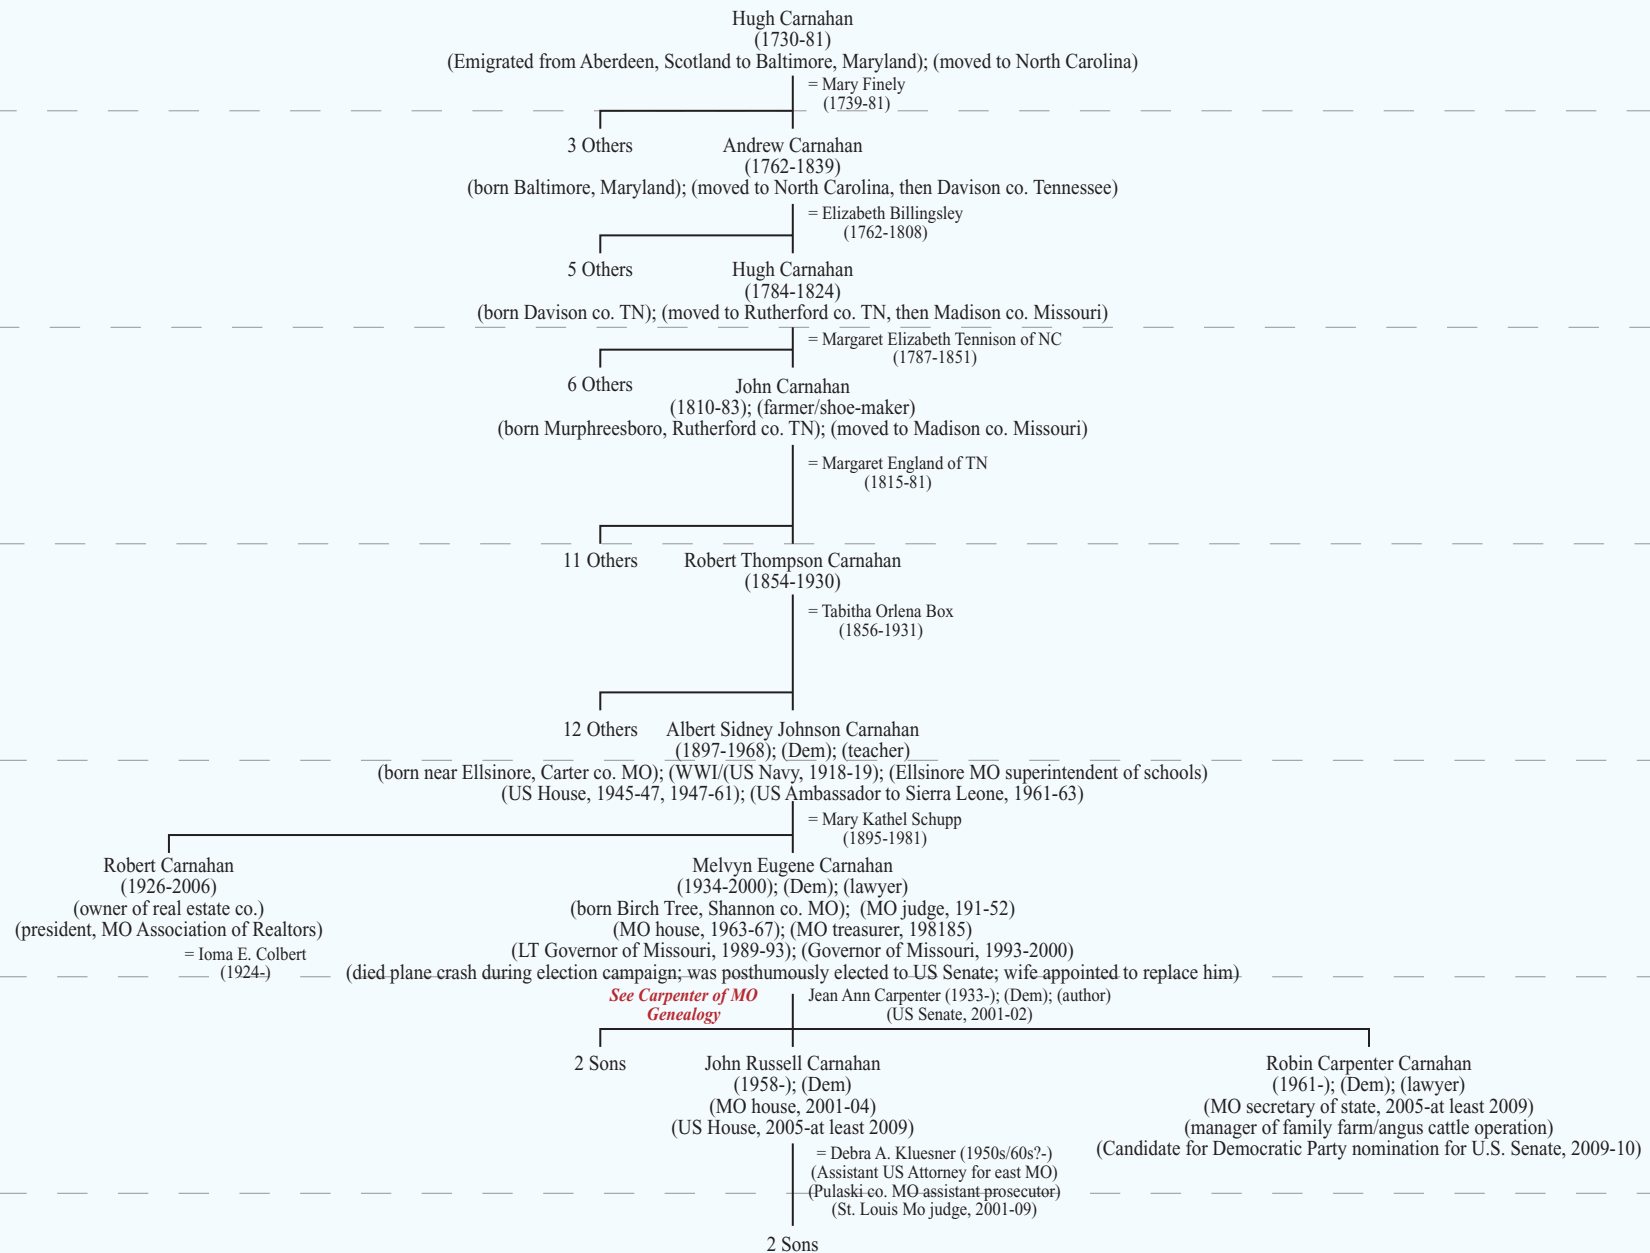 Hugh Carnahan
(1730-81)
(Emigrated from Aberdeen, Scotland to Baltimore, Maryland); (moved to North Carolina)
= Mary Finely
(1739-81)
3 Others
Andrew Carnahan
(1762-1839)
(born Baltimore, Maryland); (moved to North Carolina, then Davison co. Tennessee)
= Elizabeth Billingsley
(1762-1808)
5 Others
Hugh Carnahan
(1784-1824)
(born Davison co. TN); (moved to Rutherford co. TN, then Madison co. Missouri)
= Margaret Elizabeth Tennison of NC
(1787-1851)
6 Others
John Carnahan
(1810-83); (farmer/shoe-maker)
(born Murphreesboro, Rutherford co. TN); (moved to Madison co. Missouri)
= Margaret England of TN
(1815-81)
11 Others
Robert Thompson Carnahan
(1854-1930)
= Tabitha Orlena Box
(1856-1931)
12 Others
Albert Sidney Johnson Carnahan
(1897-1968); (Dem); (teacher)
(born near Ellsinore, Carter co. MO); (WWI/(US Navy, 1918-19); (Ellsinore MO superintendent of schools)
(US House, 1945-47, 1947-61); (US Ambassador to Sierra Leone, 1961-63)
= Mary Kathel Schupp
(1895-1981)
Robert Carnahan
(1926-2006)
(owner of real estate co.)
(president, MO Association of Realtors)
= Ioma E. Colbert
(1924-)
Melvyn Eugene Carnahan
(1934-2000); (Dem); (lawyer)
(born Birch Tree, Shannon co. MO);  (MO judge, 191-52)
(MO house, 1963-67); (MO treasurer, 198185)
(LT Governor of Missouri, 1989-93); (Governor of Missouri, 1993-2000)
(died plane crash during election campaign; was posthumously elected to US Senate; wife appointed to replace him)
See Carpenter of MO
Genealogy
Jean Ann Carpenter (1933-); (Dem); (author)
(US Senate, 2001-02)
2 Sons
John Russell Carnahan
(1958-); (Dem)
(MO house, 2001-04)
(US House, 2005-at least 2009)
= Debra A. Kluesner (1950s/60s?-)
(Assistant US Attorney for east MO)
(Pulaski co. MO assistant prosecutor)
(St. Louis Mo judge, 2001-09)
Robin Carpenter Carnahan
(1961-); (Dem); (lawyer)
(MO secretary of state, 2005-at least 2009)
(manager of family farm/angus cattle operation)
(Candidate for Democratic Party nomination for U.S. Senate, 2009-10)
2 Sons